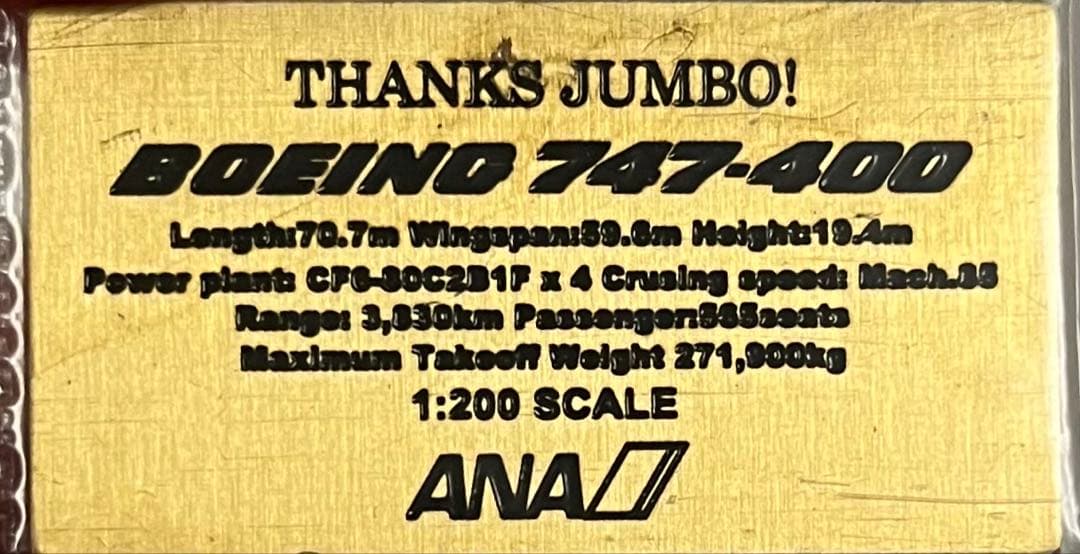 THANKS JUMBO!
BOEING 747-400
Length:70.7m Wingspan:59.6m Height:19.4m
Power plant: CF6-80C2B1F x 4 Crusing speed: Mach.85
Range: 3,830km Passenger:565seats
Maximum Takeoff Weight 271,900kg
1:200 SCALE
ANA